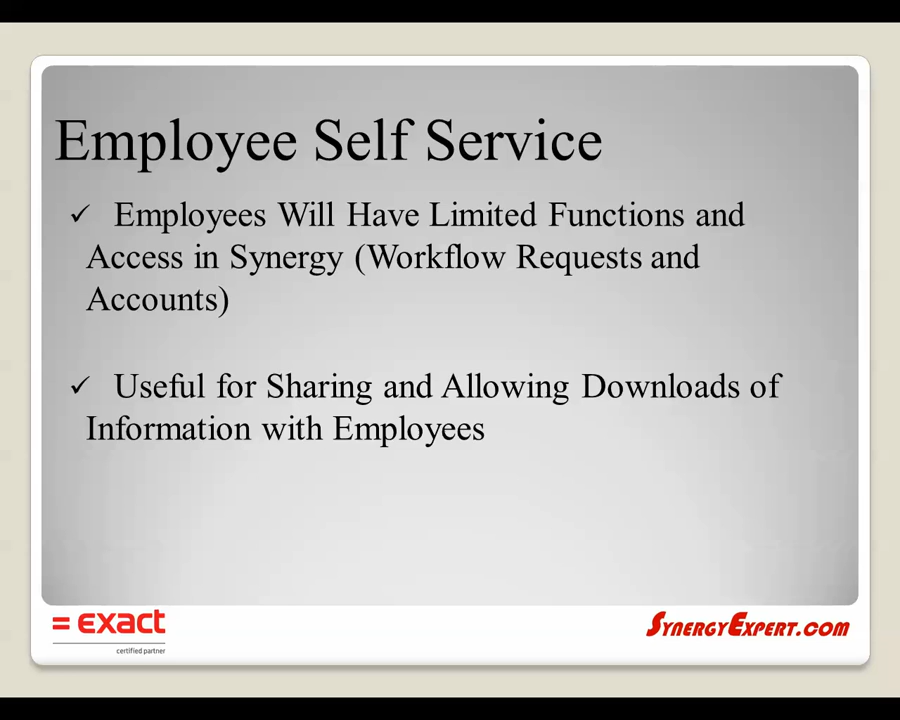 Employee Self Service
✓ Employees Will Have Limited Functions and
Access in Synergy (Workflow Requests and
Accounts)
✓ Useful for Sharing and Allowing Downloads of
Information with Employees
= exact
certified partner
SynergyExpert.com